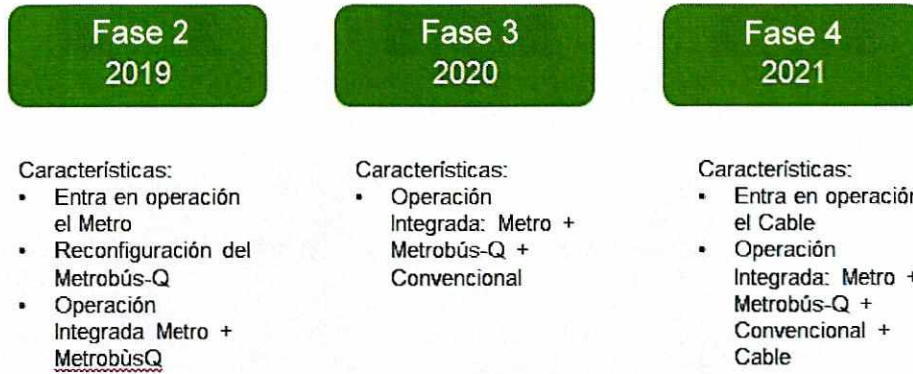 Fase 2
2019
Características:
• Entra en operación
el Metro
• Reconfiguración del
Metrobús-Q
• Operación
Integrada Metro +
MetrobùsQ
Fase 3
2020
Características:
• Operación
Integrada: Metro +
Metrobús-Q +
Convencional
Fase 4
2021
Características:
• Entra en operación
el Cable
• Operación
Integrada: Metro +
Metrobús-Q +
Convencional +
Cable